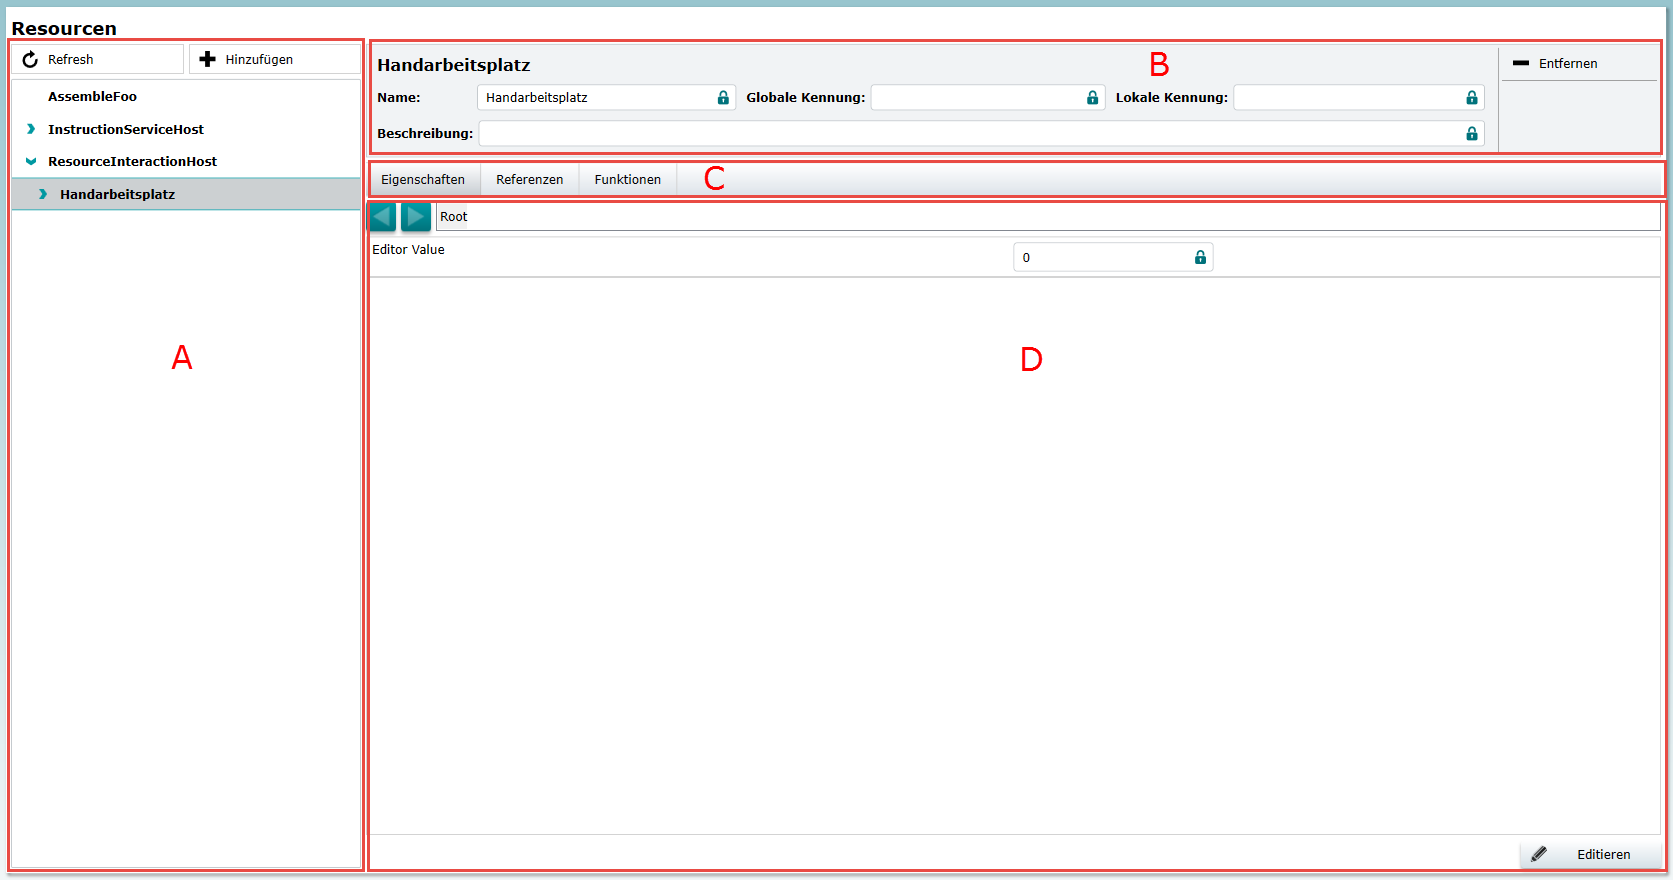 Resourcen
Refresh
Hinzufügen
AssembleFoo
InstructionServiceHost
ResourceInteractionHost
Handarbeitsplatz
A
Handarbeitsplatz
B
Entfernen
Name: Handarbeitsplatz Globale Kennung: Lokale Kennung:
Beschreibung:
Eigenschaften Referenzen Funktionen C
Root
Editor Value 0
D
Editieren